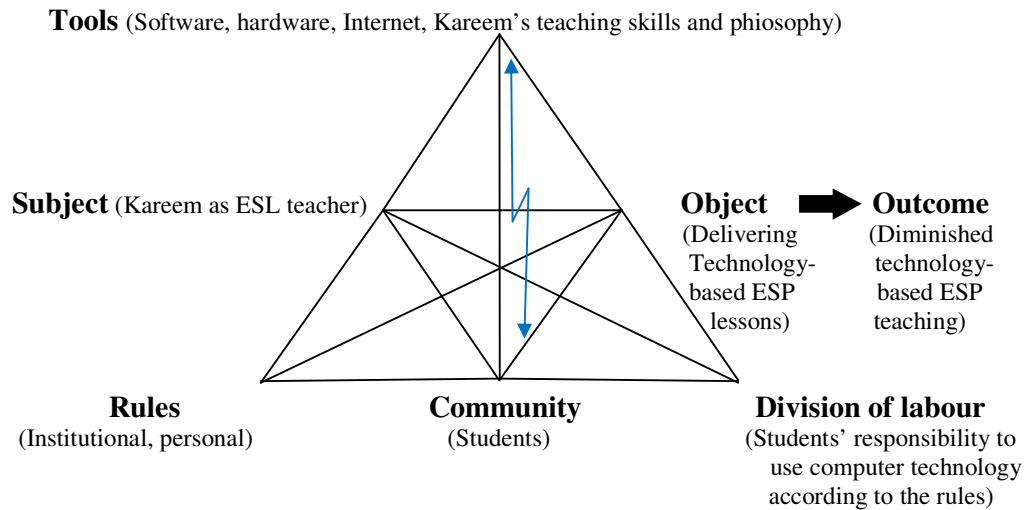 Tools (Software, hardware, Internet, Kareem's teaching skills and phiosophy)
Subject (Kareem as ESL teacher)
Object
(Delivering
Technology-
based ESP
lessons)
Outcome
(Diminished
technology-
based ESP
teaching)
Rules
(Institutional, personal)
Community
(Students)
Division of labour
(Students' responsibility to
use computer technology
according to the rules)